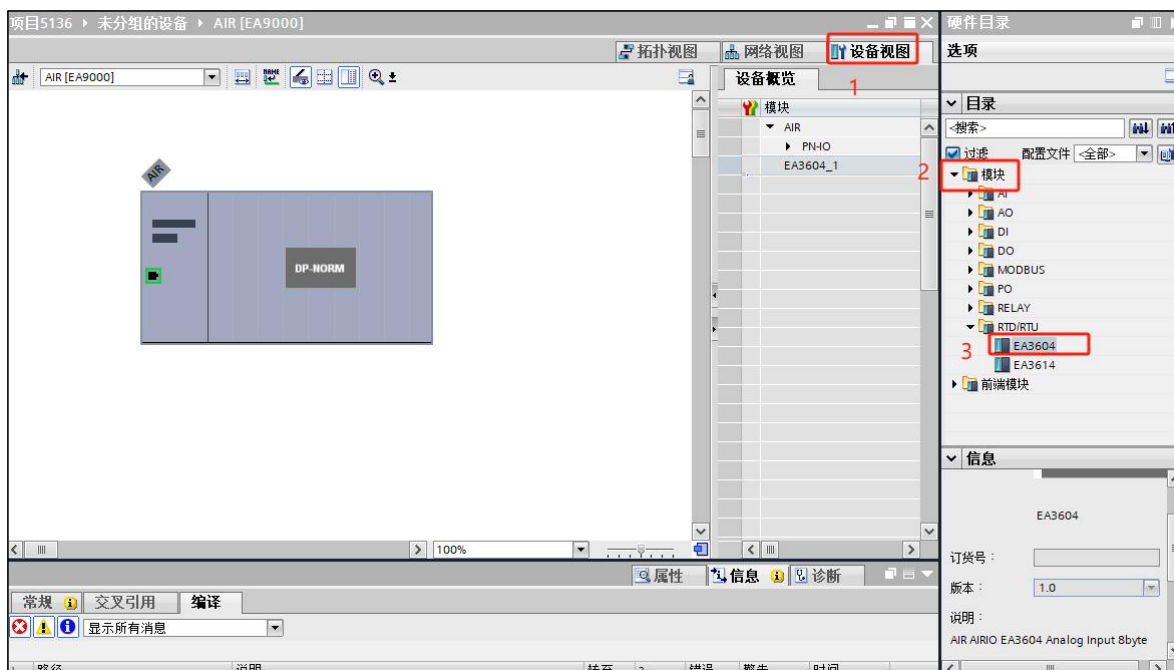 项目5136 ▸ 未分组的设备 ▸ AIR [EA9000]
拓扑视图
网络视图
设备视图
1
AIR [EA9000]
设备概览
模块
AIR
PN-IO
EA3604_1
AIR
DP-NORM
100%
属性
信息
诊断
常规
交叉引用
编译
显示所有消息
路径
说明
转至
?
错误
警告
时间
硬件目录
选项
目录
<搜索>
过滤
配置文件
<全部>
2
模块
AI
AO
DI
DO
MODBUS
PO
RELAY
RTD/RTU
3
EA3604
EA3614
前端模块
信息
EA3604
订货号：
版本：
1.0
说明：
AIR AIRIO EA3604 Analog Input 8byte